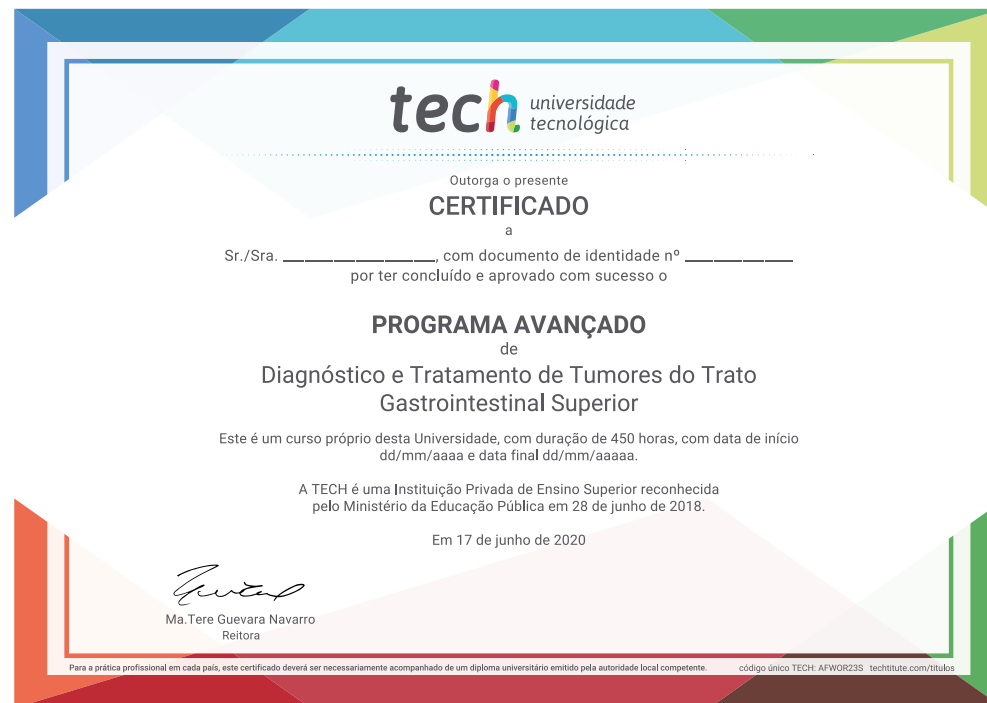 tech universidade
tecnológica
Outorga o presente
CERTIFICADO
a
Sr./Sra. ________________, com documento de identidade nº ____________
por ter concluído e aprovado com sucesso o
PROGRAMA AVANÇADO
de
Diagnóstico e Tratamento de Tumores do Trato
Gastrointestinal Superior
Este é um curso próprio desta Universidade, com duração de 450 horas, com data de início
dd/mm/aaaa e data final dd/mm/aaaaa.
A TECH é uma Instituição Privada de Ensino Superior reconhecida
pelo Ministério da Educação Pública em 28 de junho de 2018.
Em 17 de junho de 2020
Ma.Tere Guevara Navarro
Reitora
Para a prática profissional em cada país, este certificado deverá ser necessariamente acompanhado de um diploma universitário emitido pela autoridade local competente. código único TECH: AFWOR23S techtitute.com/titulos